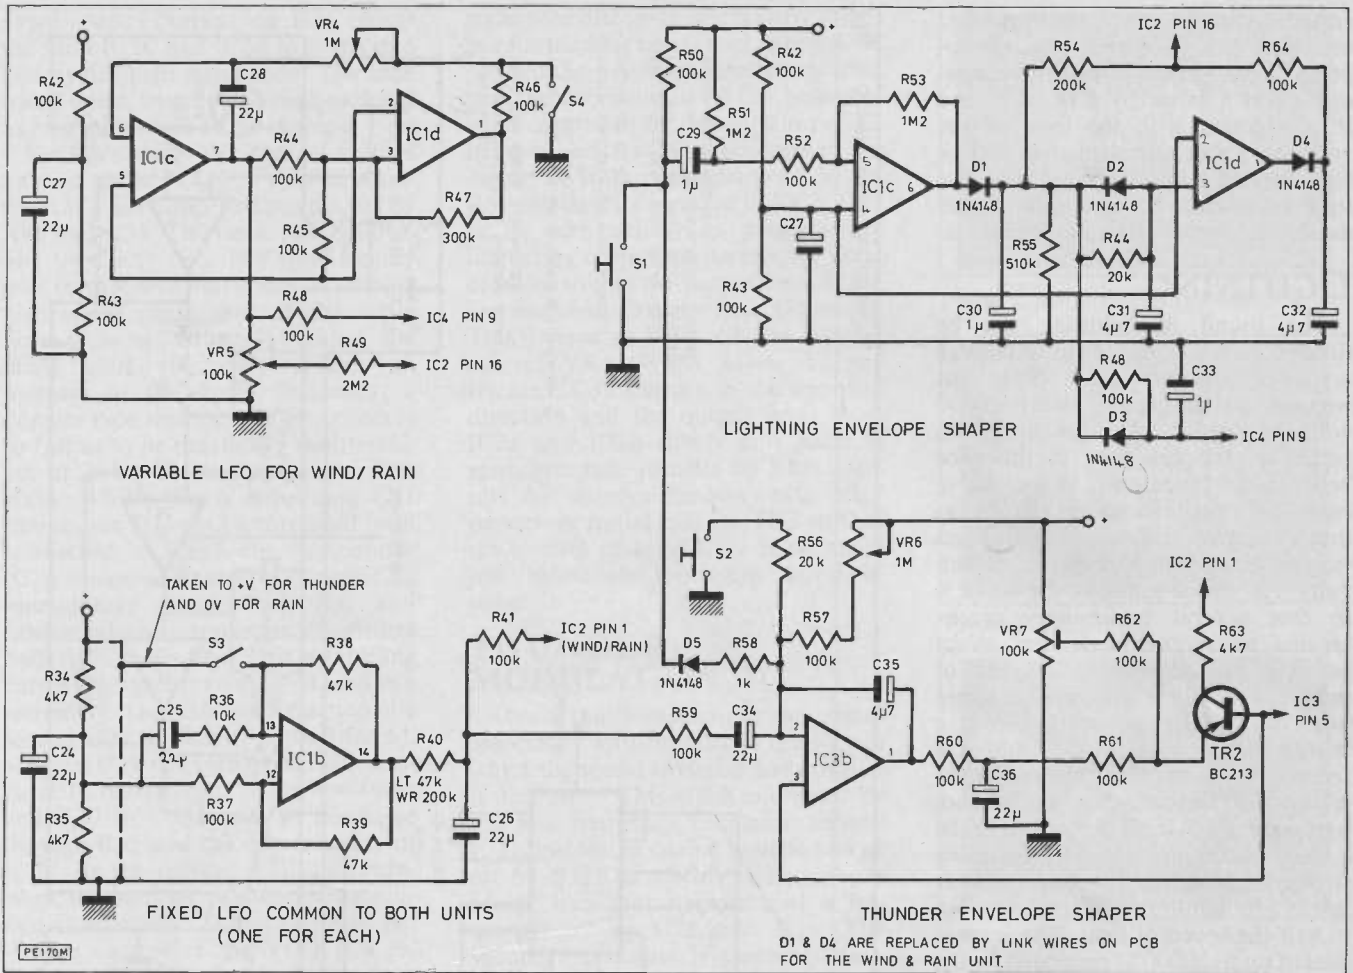 +
R42
100k
C27
22µ
R43
100k
C28
22µ
VR4
1M
6
5
IC1c
7
R44
100k
R45
100k
2
3
IC1d
1
R46
100k
S4
R47
300k
R48
100k
IC4 PIN 9
VR5
100k
R49
2M2
IC2 PIN 16
VARIABLE LFO FOR WIND/ RAIN
+
R50
100k
R42
100k
R51
1M2
C29
1µ
R52
100k
R53
1M2
5
IC1c
6
4
C27
S1
R43
100k
D1
1N4148
IC2 PIN 16
R54
200k
R64
100k
D2
1N4148
2
3
IC1d
1
D4
1N4148
R55
510k
R44
20k
C30
1µ
C31
4µ7
C32
4µ7
R48
100k
C33
1µ
D3
1N4148
IC4 PIN 9
LIGHTNING ENVELOPE SHAPER
TAKEN TO +V FOR THUNDER
AND 0V FOR RAIN
+
S3
R38
47k
R34
4k7
C25
R36
10k
13
12
IC1b
14
C24
22µ
R37
100k
R35
4k7
R39
47k
R40
LT 47k
WR 200k
C26
22µ
R41
100k
IC2 PIN 1
(WIND/RAIN)
FIXED LFO COMMON TO BOTH UNITS
(ONE FOR EACH)
PE170M
S2
R56
20k
VR6
1M
+
D5
1N4148
R58
1k
R57
100k
C35
4µ7
R59
100k
C34
22µ
2
3
IC3b
1
R60
100k
C36
22µ
VR7
100k
R62
100k
R61
100k
IC2 PIN 1
R63
4k7
TR2
BC213
IC3
PIN 5
THUNDER ENVELOPE SHAPER
D1 & D4 ARE REPLACED BY LINK WIRES ON PCB
FOR THE WIND & RAIN UNIT.